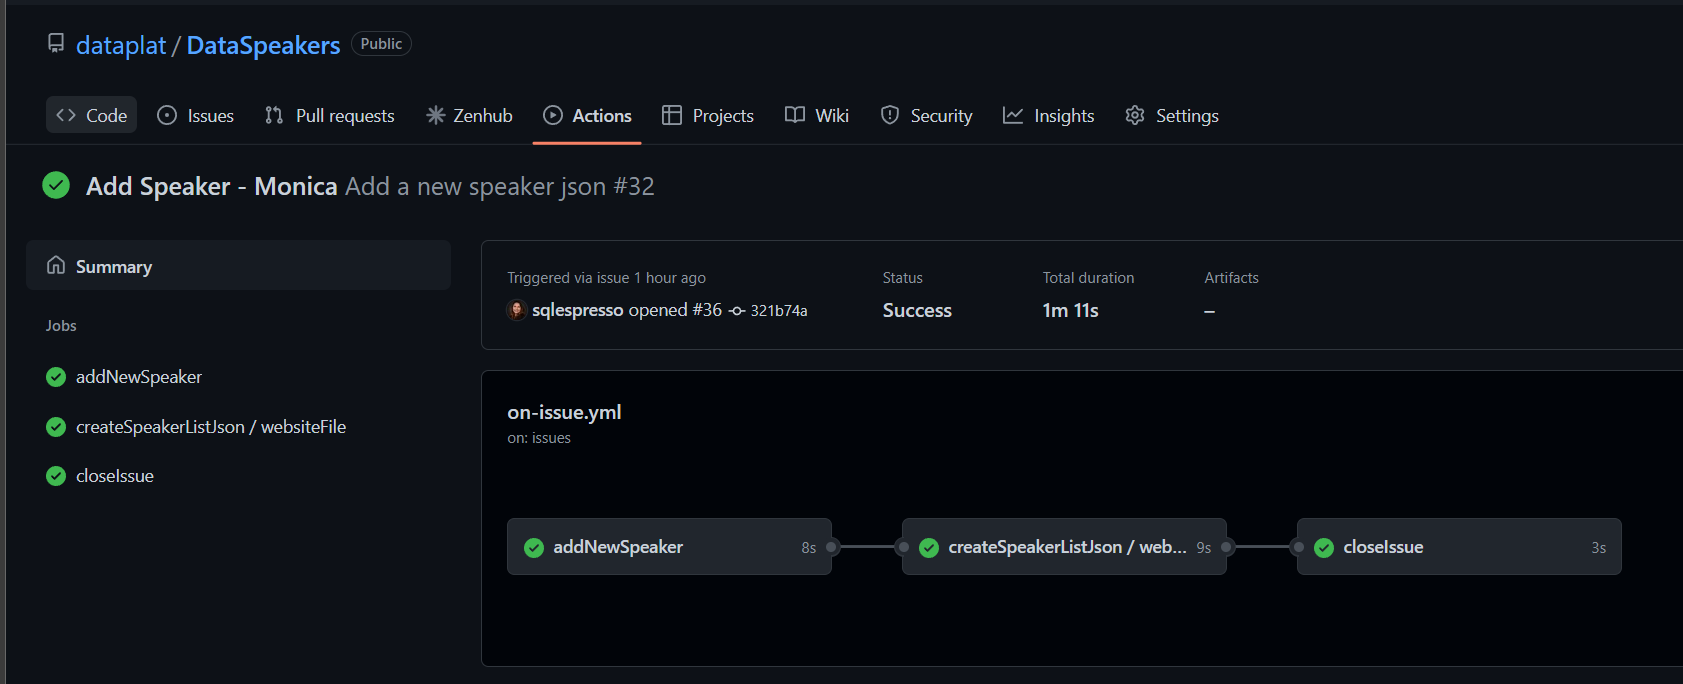 dataplat / DataSpeakers Public
Code Issues Pull requests Zenhub Actions Projects Wiki Security Insights Settings
Add Speaker - Monica Add a new speaker json #32
Summary
Jobs
addNewSpeaker
createSpeakerListJson / websiteFile
closeIssue
Triggered via issue 1 hour ago
sqlespresso opened #36 321b74a
Status
Success
Total duration
1m 11s
Artifacts
–
on-issue.yml
on: issues
addNewSpeaker 8s
createSpeakerListJson / web... 9s
closeIssue 3s